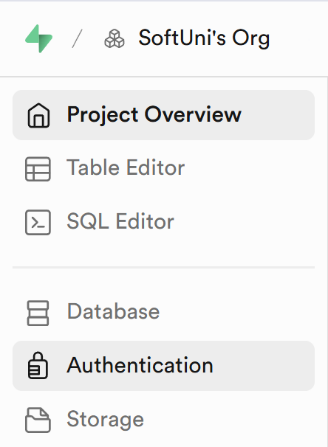 / SoftUni's Org
Project Overview
Table Editor
SQL Editor
Database
Authentication
Storage